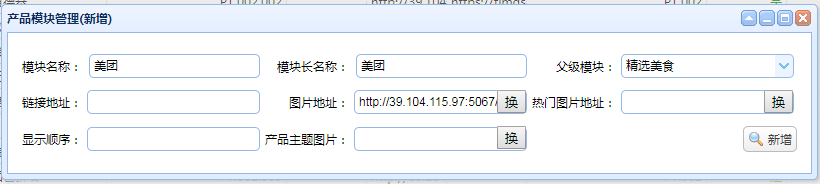 产品模块管理(新增)
模块名称： 美团 模块长名称： 美团 父级模块： 精选美食
链接地址： 图片地址： http://39.104.115.97:5067/ 换 热门图片地址： 换
显示顺序： 产品主题图片： 换 新增